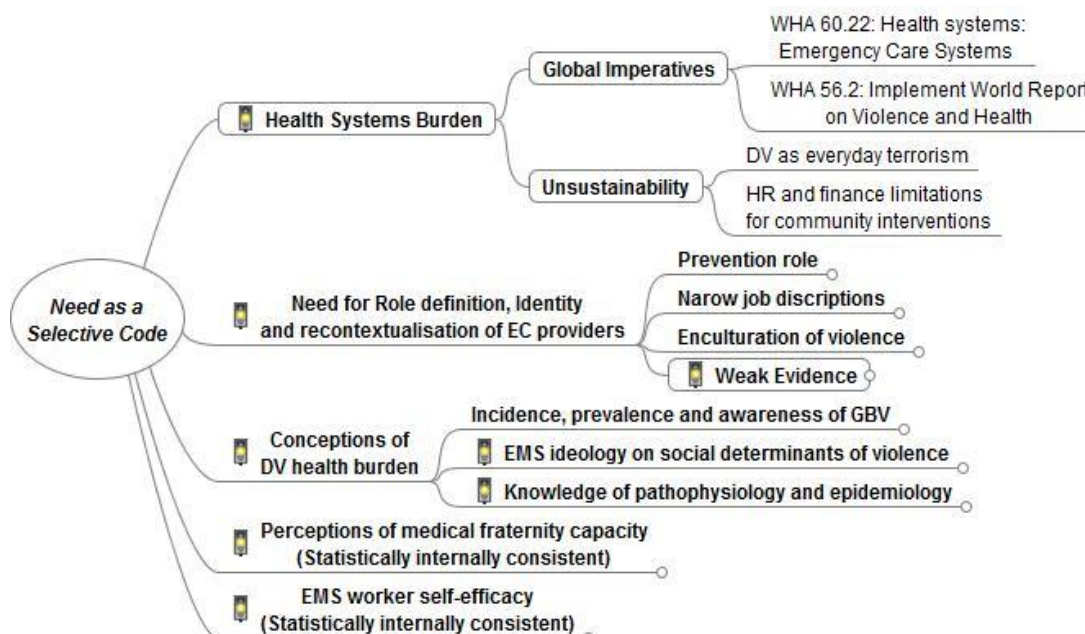 WHA 60.22: Health systems:
Emergency Care Systems
Global Imperatives
WHA 56.2: Implement World Report
on Violence and Health
Health Systems Burden
DV as everyday terrorism
Unsustainability
HR and finance limitations
for community interventions
Need as a
Selective Code
Prevention role
Need for Role definition, Identity
and recontextualisation of EC providers
Narow job discriptions
Enculturation of violence
Weak Evidence
Conceptions of
DV health burden
Incidence, prevalence and awareness of GBV
EMS ideology on social determinants of violence
Knowledge of pathophysiology and epidemiology
Perceptions of medical fraternity capacity
(Statistically internally consistent)
EMS worker self-efficacy
(Statistically internally consistent)